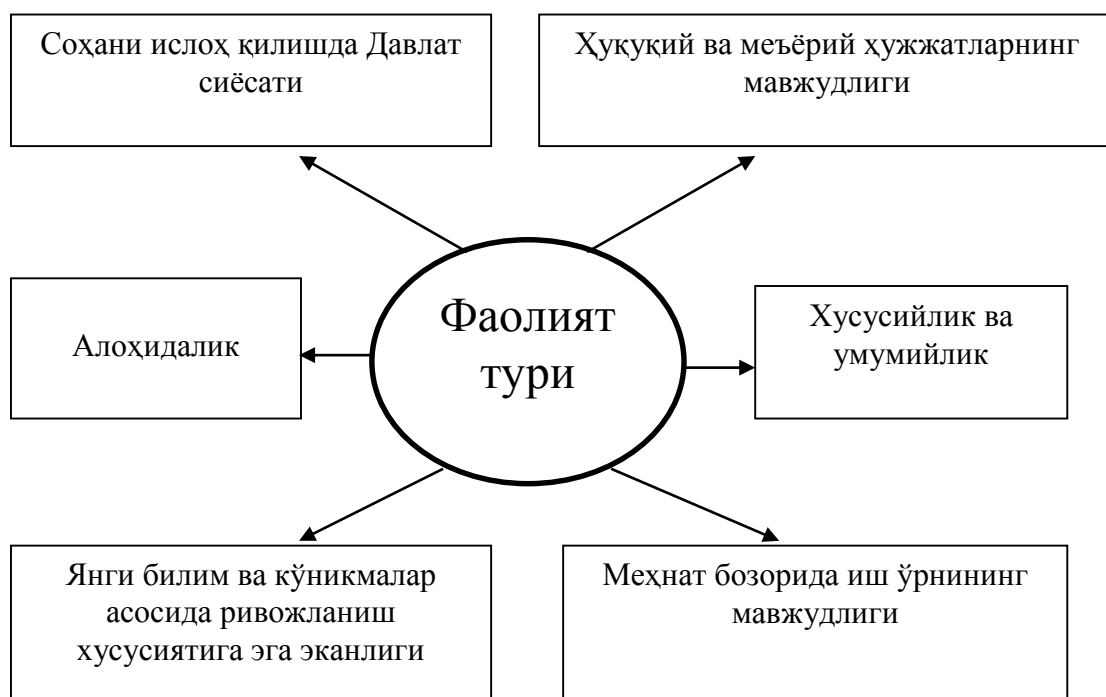 Соҳани ислоҳ қилишда Давлат
сиёсати
Ҳуқуқий ва меъёрий ҳужжатларнинг
мавжудлиги
Алоҳидалик
Фаолият
тури
Хусусийлик ва
умумийлик
Янги билим ва кўникмалар
асосида ривожланиш
хусусиятига эга эканлиги
Меҳнат бозорида иш ўрнининг
мавжудлиги